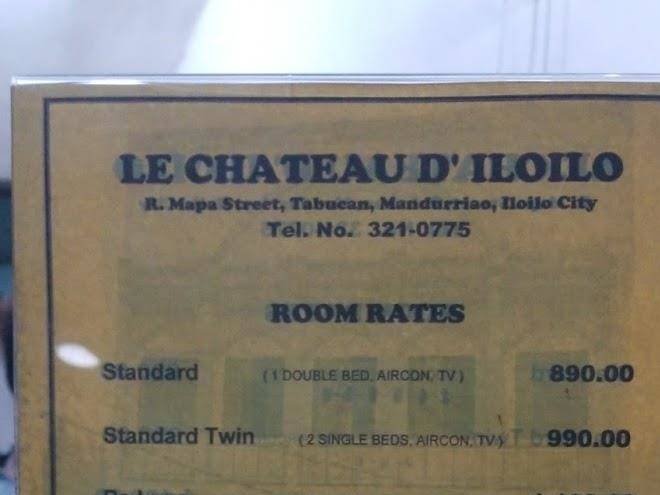 LE CHATEAU D' ILOILO
R. Mapa Street, Tabucan, Mandurriao, Iloilo City
Tel. No. 321-0775
ROOM RATES
Standard (1 DOUBLE BED, AIRCON, TV) 890.00
Standard Twin (2 SINGLE BEDS, AIRCON, TV) 990.00